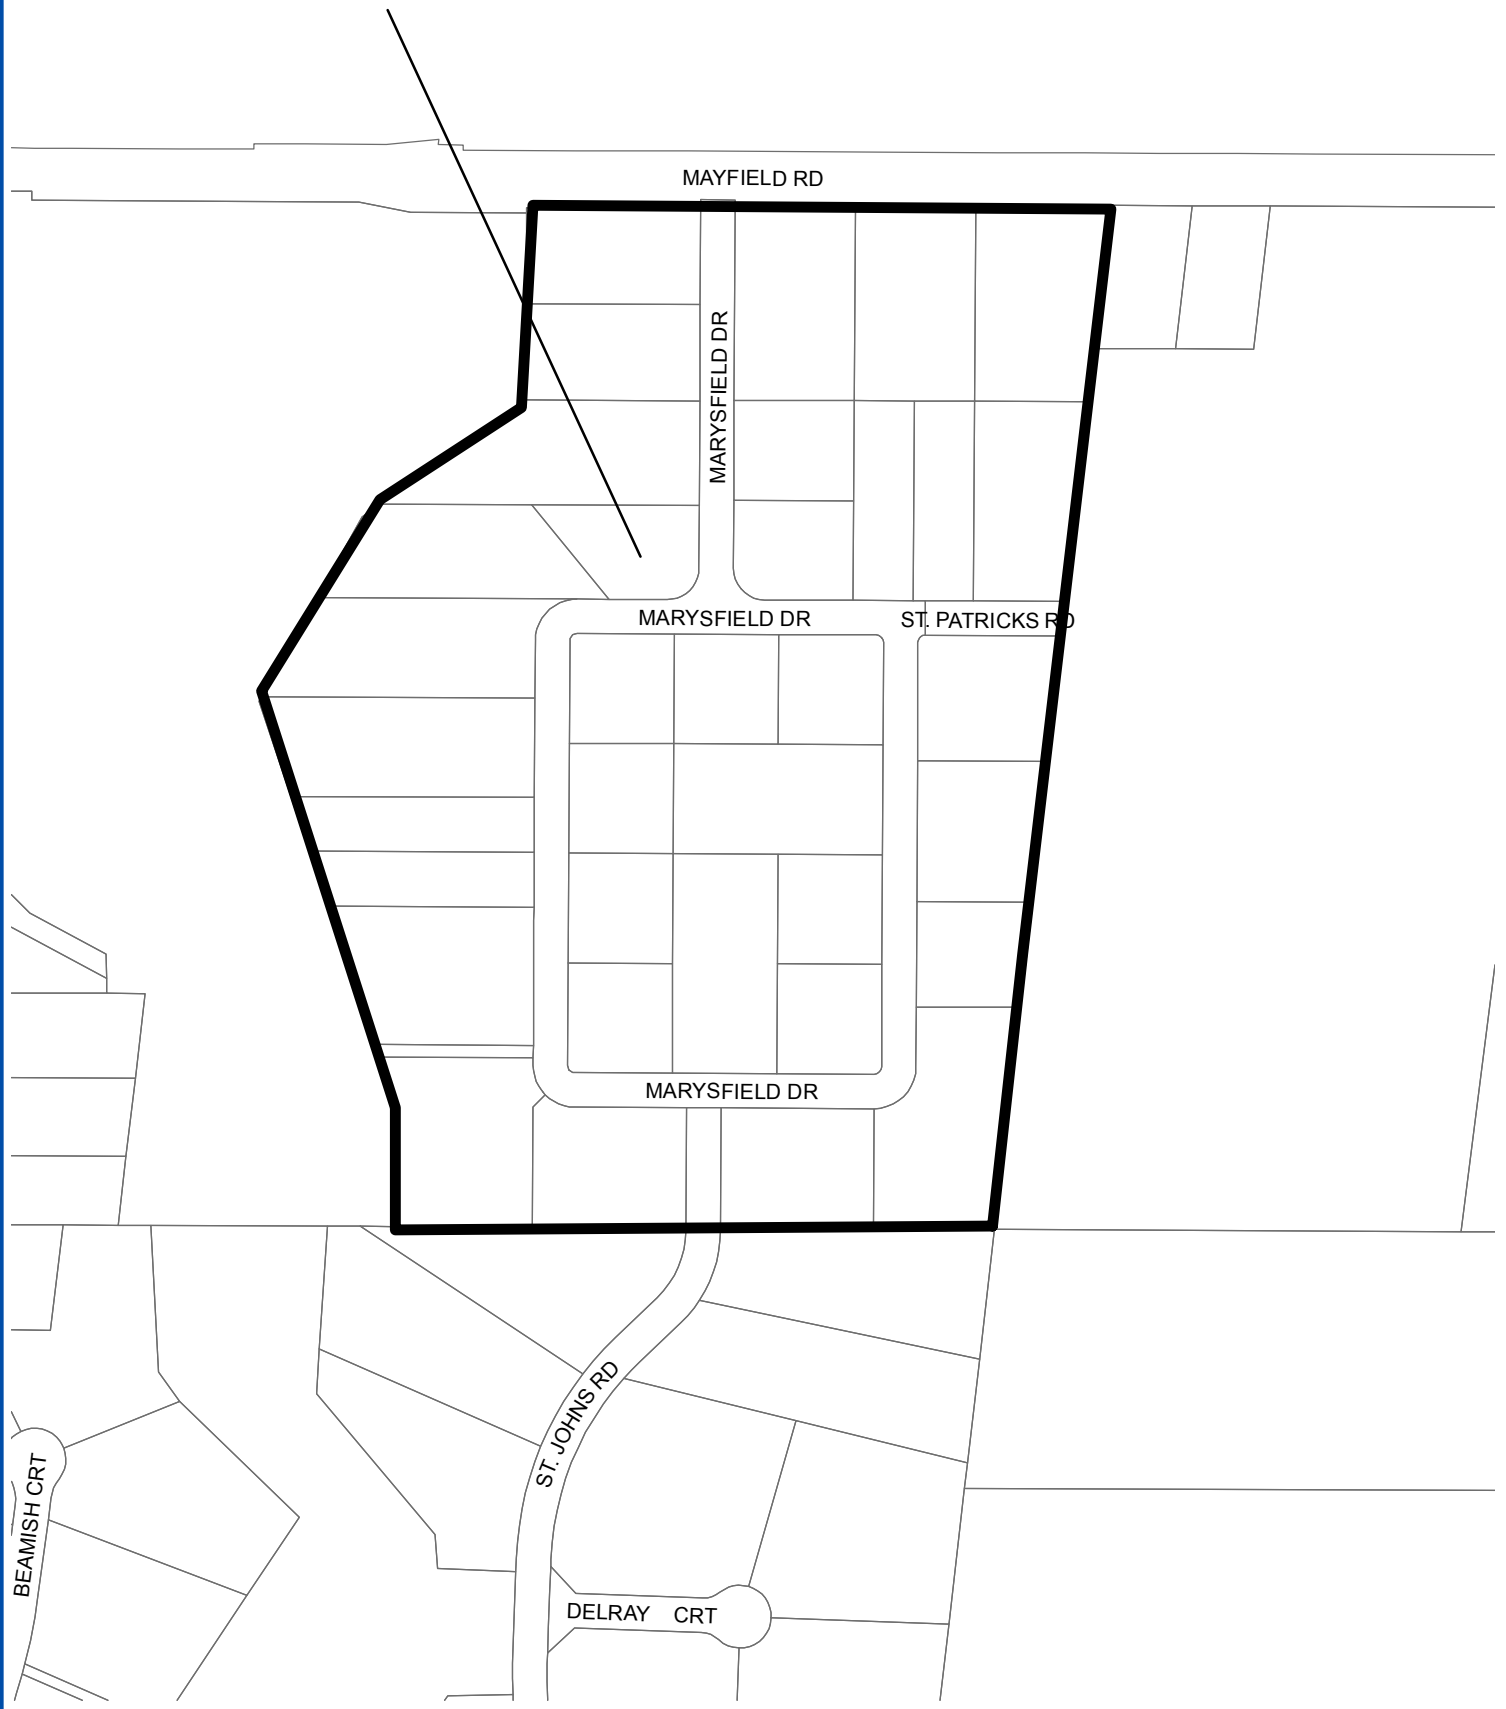 MAYFIELD RD
MARYSFIELD DR
MARYSFIELD DR
ST. PATRICKS RD
MARYSFIELD DR
ST. JOHNS RD
BEAMISH CRT
DELRAY CRT